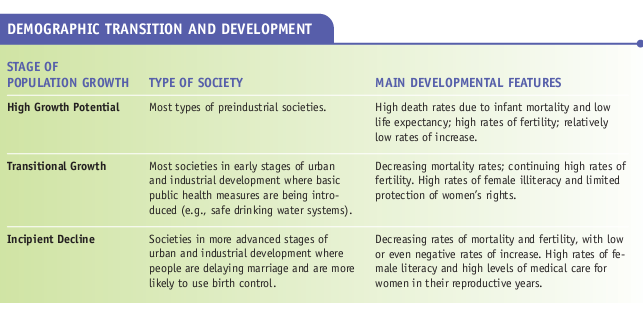 DEMOGRAPHIC TRANSITION AND DEVELOPMENT
STAGE OF
POPULATION GROWTH
TYPE OF SOCIETY
MAIN DEVELOPMENTAL FEATURES
High Growth Potential
Most types of preindustrial societies.
High death rates due to infant mortality and low
life expectancy; high rates of fertility; relatively
low rates of increase.
Transitional Growth
Most societies in early stages of urban
and industrial development where basic
public health measures are being intro-
duced (e.g., safe drinking water systems).
Decreasing mortality rates; continuing high rates of
fertility. High rates of female illiteracy and limited
protection of women's rights.
Incipient Decline
Societies in more advanced stages of
urban and industrial development where
people are delaying marriage and are more
likely to use birth control.
Decreasing rates of mortality and fertility, with low
or even negative rates of increase. High rates of fe-
male literacy and high levels of medical care for
women in their reproductive years.